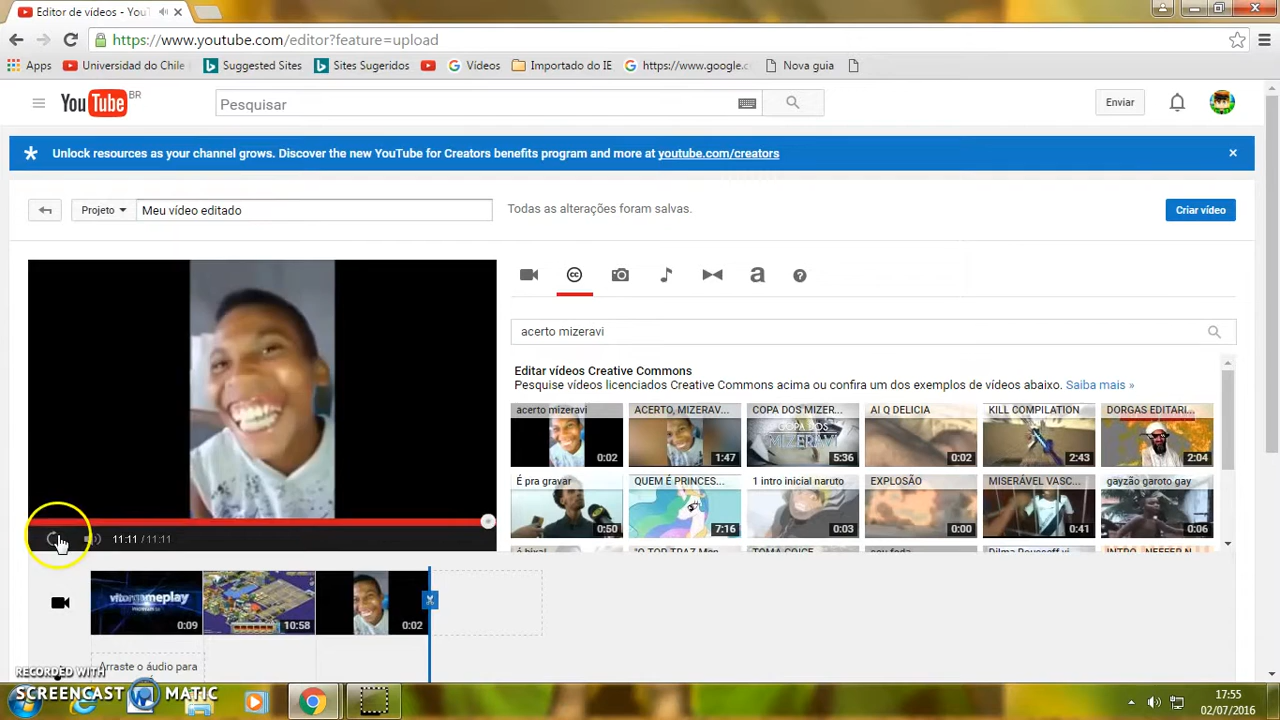 Editor de vídeos - You
https://www.youtube.com/editor?feature=upload
Apps
Universidad do Chile
Suggested Sites
Sites Sugeridos
Vídeos
Importado do IE
https://www.google.c
Nova guia
YouTube BR
Pesquisar
Enviar
Unlock resources as your channel grows. Discover the new YouTube for Creators benefits program and more at youtube.com/creators
Projeto
Meu vídeo editado
Todas as alterações foram salvas.
Criar vídeo
acerto mizeravi
Editar vídeos Creative Commons
Pesquise vídeos licenciados Creative Commons acima ou confira um dos exemplos de vídeos abaixo. Saiba mais »
acerto mizeravi
ACERTO, MIZERAV...
COPA DOS MIZER...
AI Q DELICIA
KILL COMPILATION
DORGAS EDITARI...
COPA DOS
MIZERAVI
0:02
1:47
5:36
0:02
2:43
2:04
É pra gravar
QUEM É PRINCES...
1 intro inicial naruto
EXPLOSÃO
MISERÁVEL VASC...
gayzão garoto gay
0:50
7:16
0:03
0:00
0:41
0:06
11:11 / 11:11
vitorgameplay
0:09
10:58
0:02
Arraste o áudio para
RECORDED WITH
SCREENCAST MATIC
17:55
02/07/2016